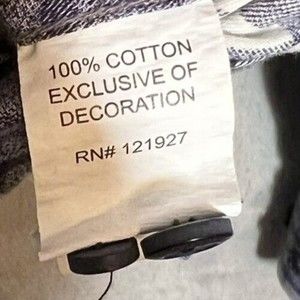 100% COTTON
EXCLUSIVE OF
DECORATION
RN# 121927